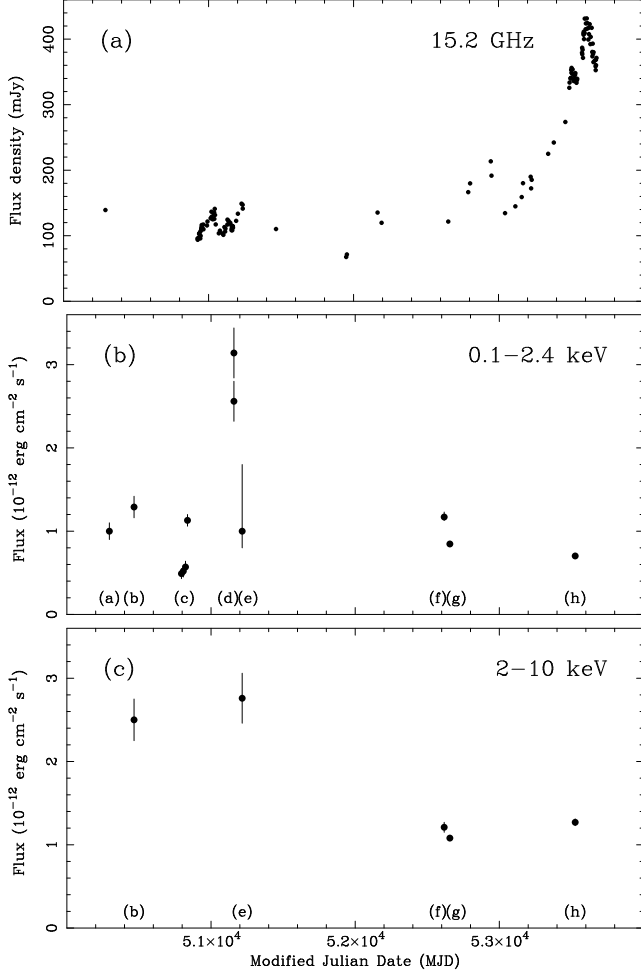 (a) 15.2 GHz
Flux density (mJy)
0 100 200 300 400
(b) 0.1−2.4 keV
Flux (10⁻¹² erg cm⁻² s⁻¹)
0 1 2 3
(a) (b) (c) (d)(e) (f)(g) (h)
(c) 2−10 keV
Flux (10⁻¹² erg cm⁻² s⁻¹)
0 1 2 3
(b) (e) (f)(g) (h)
5.1×10⁴ 5.2×10⁴ 5.3×10⁴
Modified Julian Date (MJD)